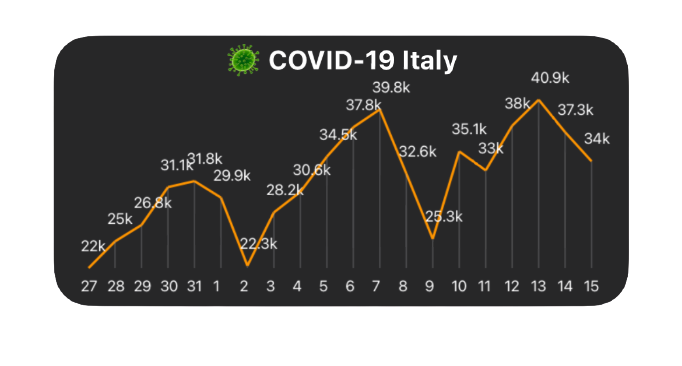 COVID-19 Italy
40.9k
39.8k
37.8k
38k
37.3k
34.5k
35.1k
34k
31.1k
31.8k
32.6k
33k
29.9k
30.6k
28.2k
26.8k
25k
25.3k
22k
22.3k
27 28 29 30 31 1 2 3 4 5 6 7 8 9 10 11 12 13 14 15